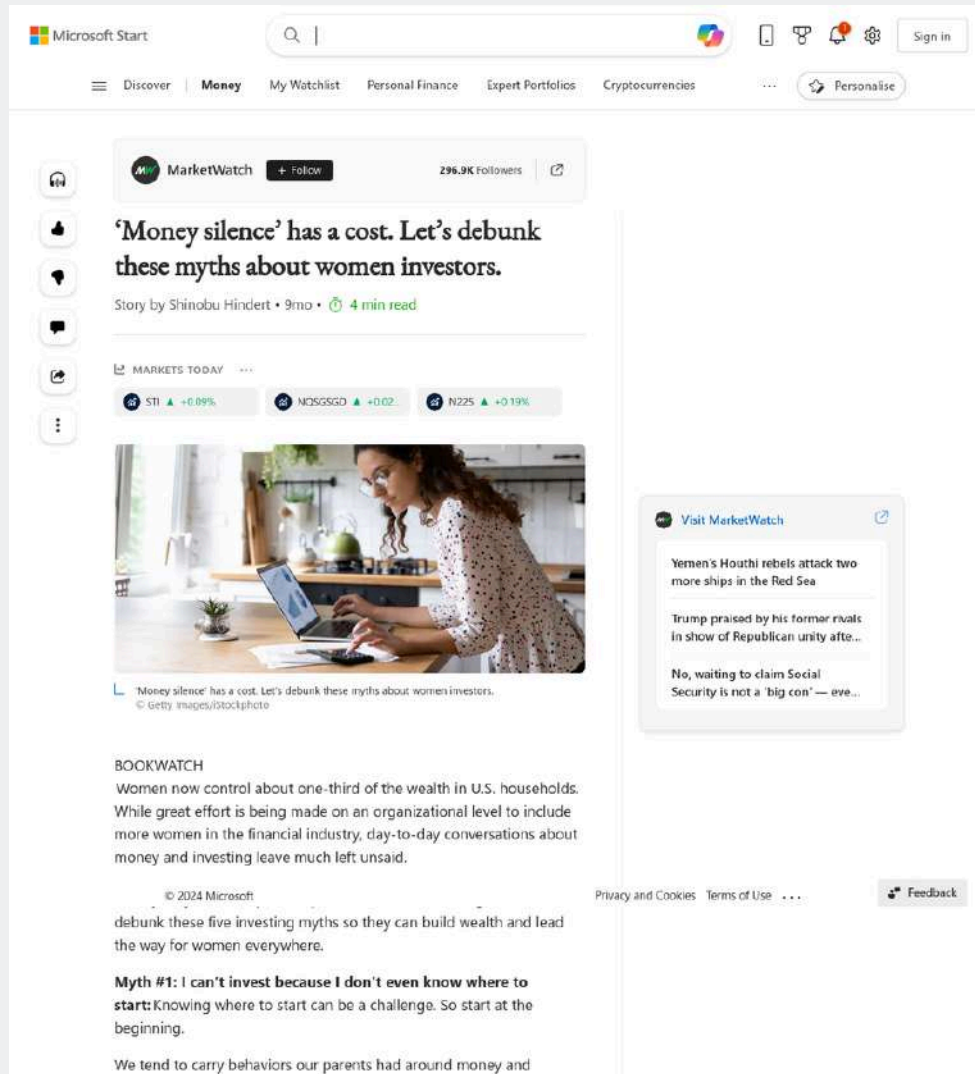 Microsoft Start
Sign in
Discover
Money
My Watchlist
Personal Finance
Expert Portfolios
Cryptocurrencies
...
Personalise
MarketWatch
+ Follow
296.9K Followers
‘Money silence’ has a cost. Let’s debunk
these myths about women investors.
Story by Shinobu Hindert • 9mo • 4 min read
MARKETS TODAY ...
STI ▲ +0.09%
NQSGSGD ▲ +0.02...
N225 ▲ +0.19%
'Money silence' has a cost. Let's debunk these myths about women investors.
© Getty Images/iStockphoto
Visit MarketWatch
Yemen's Houthi rebels attack two
more ships in the Red Sea
Trump praised by his former rivals
in show of Republican unity afte...
No, waiting to claim Social
Security is not a 'big con' — eve...
BOOKWATCH
Women now control about one-third of the wealth in U.S. households.
While great effort is being made on an organizational level to include
more women in the financial industry, day-to-day conversations about
money and investing leave much left unsaid.
© 2024 Microsoft
Privacy and Cookies
Terms of Use
...
Feedback
debunk these five investing myths so they can build wealth and lead
the way for women everywhere.
Myth #1: I can't invest because I don't even know where to
start: Knowing where to start can be a challenge. So start at the
beginning.
We tend to carry behaviors our parents had around money and